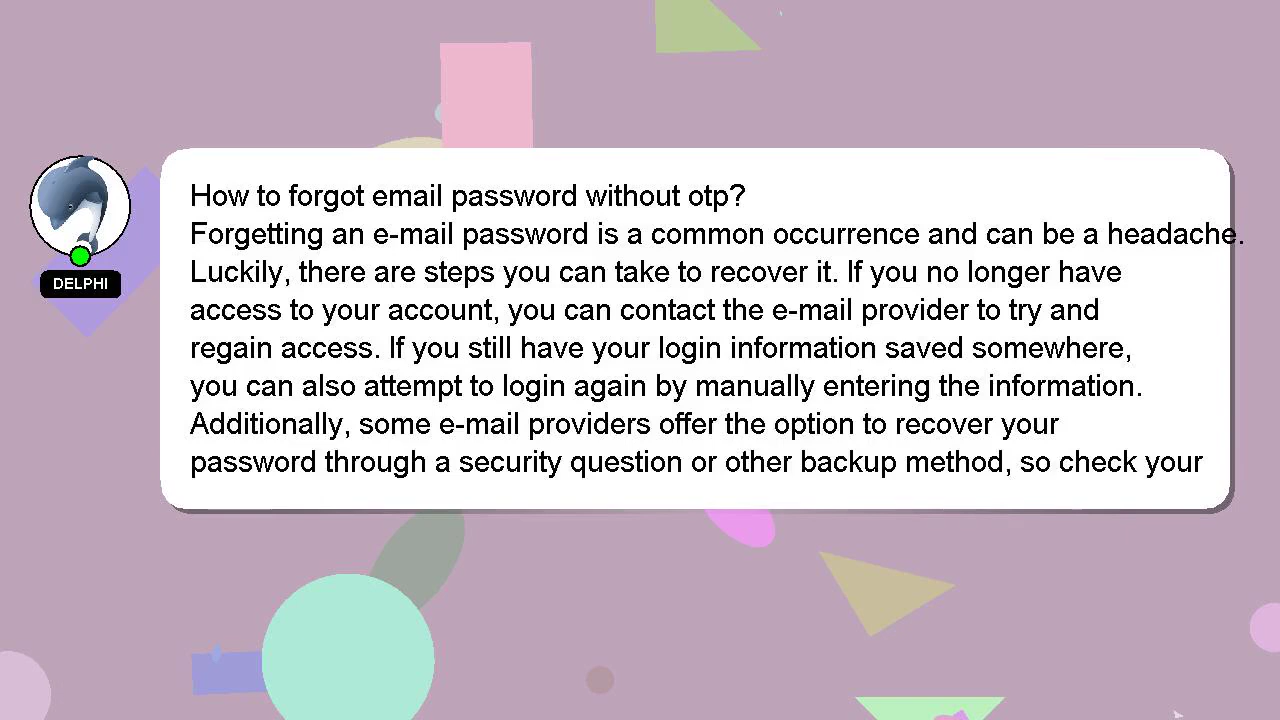 How to forgot email password without otp?
Forgetting an e-mail password is a common occurrence and can be a headache.
Luckily, there are steps you can take to recover it. If you no longer have
access to your account, you can contact the e-mail provider to try and
regain access. If you still have your login information saved somewhere,
you can also attempt to login again by manually entering the information.
Additionally, some e-mail providers offer the option to recover your
password through a security question or other backup method, so check your
DELPHI